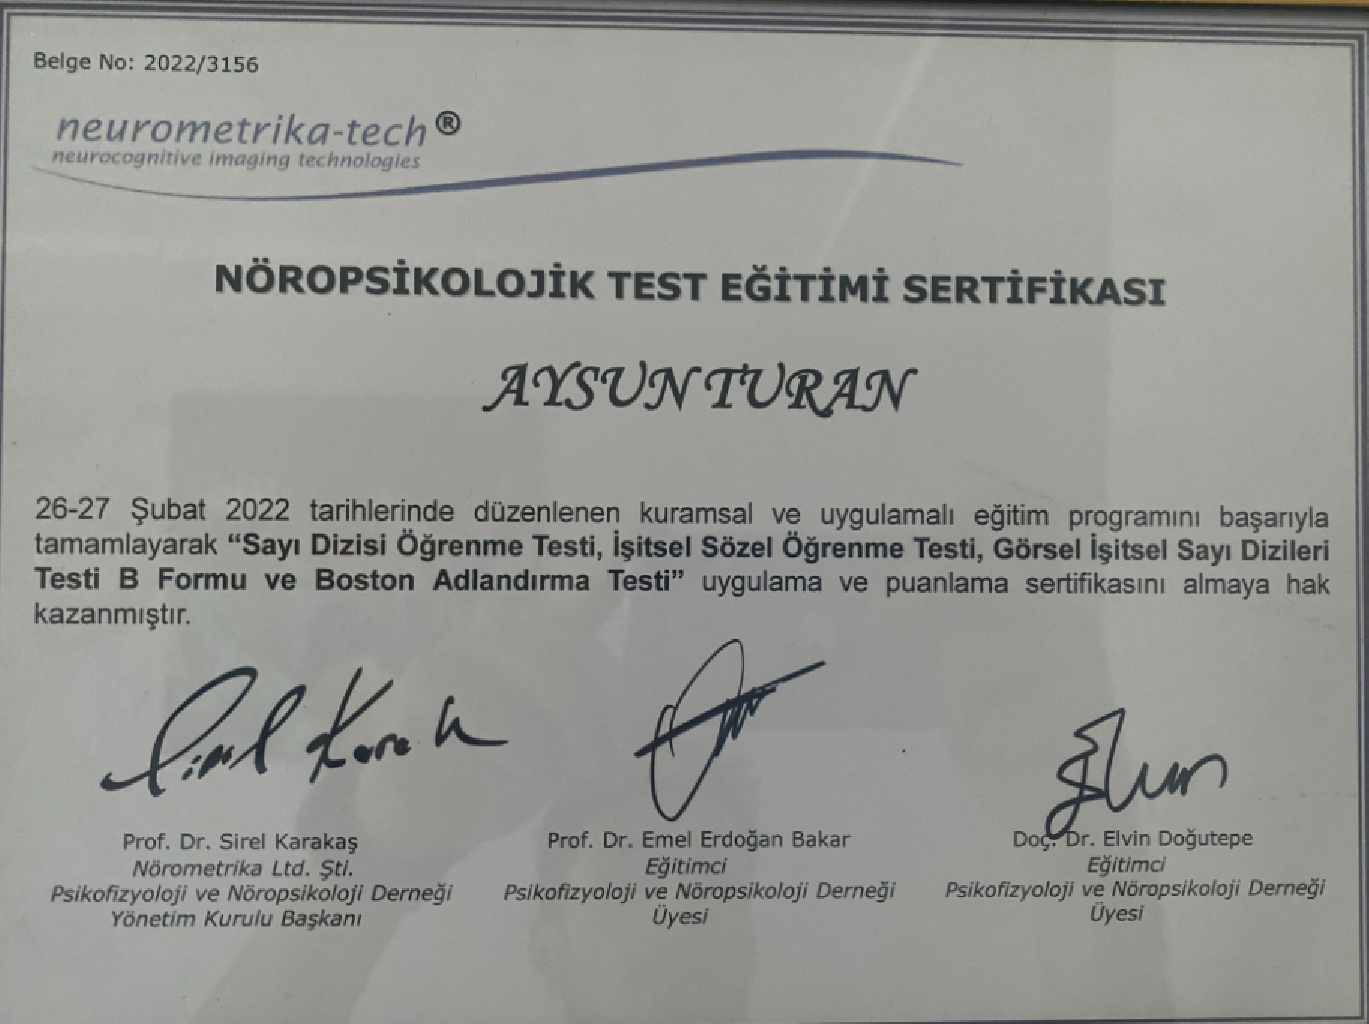 Belge No: 2022/3156
neurometrika-tech®
neurocognitive imaging technologies
NÖROPSİKOLOJİK TEST EĞİTİMİ SERTİFİKASI
AYSUN TURAN
26-27 Şubat 2022 tarihlerinde düzenlenen kuramsal ve uygulamalı eğitim programını başarıyla
tamamlayarak “Sayı Dizisi Öğrenme Testi, İşitsel Sözel Öğrenme Testi, Görsel İşitsel Sayı Dizileri
Testi B Formu ve Boston Adlandırma Testi” uygulama ve puanlama sertifikasını almaya hak
kazanmıştır.
Prof. Dr. Sirel Karakaş
Nörometrika Ltd. Şti.
Psikofizyoloji ve Nöropsikoloji Derneği
Yönetim Kurulu Başkanı
Prof. Dr. Emel Erdoğan Bakar
Eğitimci
Psikofizyoloji ve Nöropsikoloji Derneği
Üyesi
Doç. Dr. Elvin Doğutepe
Eğitimci
Psikofizyoloji ve Nöropsikoloji Derneği
Üyesi